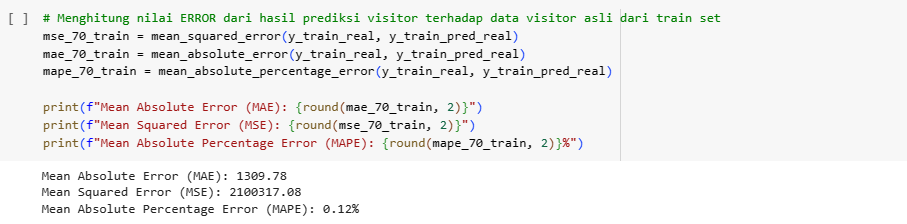 [ ] # Menghitung nilai ERROR dari hasil prediksi visitor terhadap data visitor asli dari train set
mse_70_train = mean_squared_error(y_train_real, y_train_pred_real)
mae_70_train = mean_absolute_error(y_train_real, y_train_pred_real)
mape_70_train = mean_absolute_percentage_error(y_train_real, y_train_pred_real)
print(f"Mean Absolute Error (MAE): {round(mae_70_train, 2)}")
print(f"Mean Squared Error (MSE): {round(mse_70_train, 2)}")
print(f"Mean Absolute Percentage Error (MAPE): {round(mape_70_train, 2)}%")
Mean Absolute Error (MAE): 1309.78
Mean Squared Error (MSE): 2100317.08
Mean Absolute Percentage Error (MAPE): 0.12%